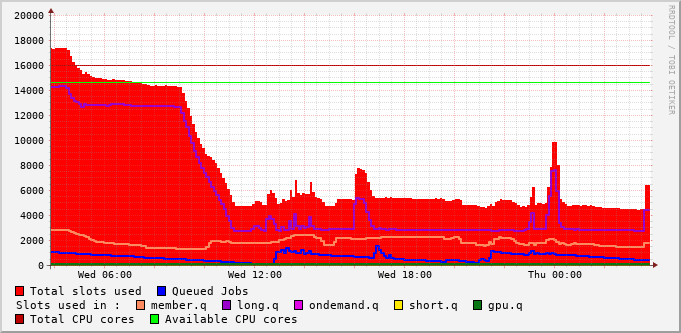 20000
18000
16000
14000
12000
10000
8000
6000
4000
2000
0
Wed 06:00 Wed 12:00 Wed 18:00 Thu 00:00
RRDTOOL / TOBI OETIKER
Total slots used Queued Jobs
Slots used in : member.q long.q ondemand.q short.q gpu.q
Total CPU cores Available CPU cores